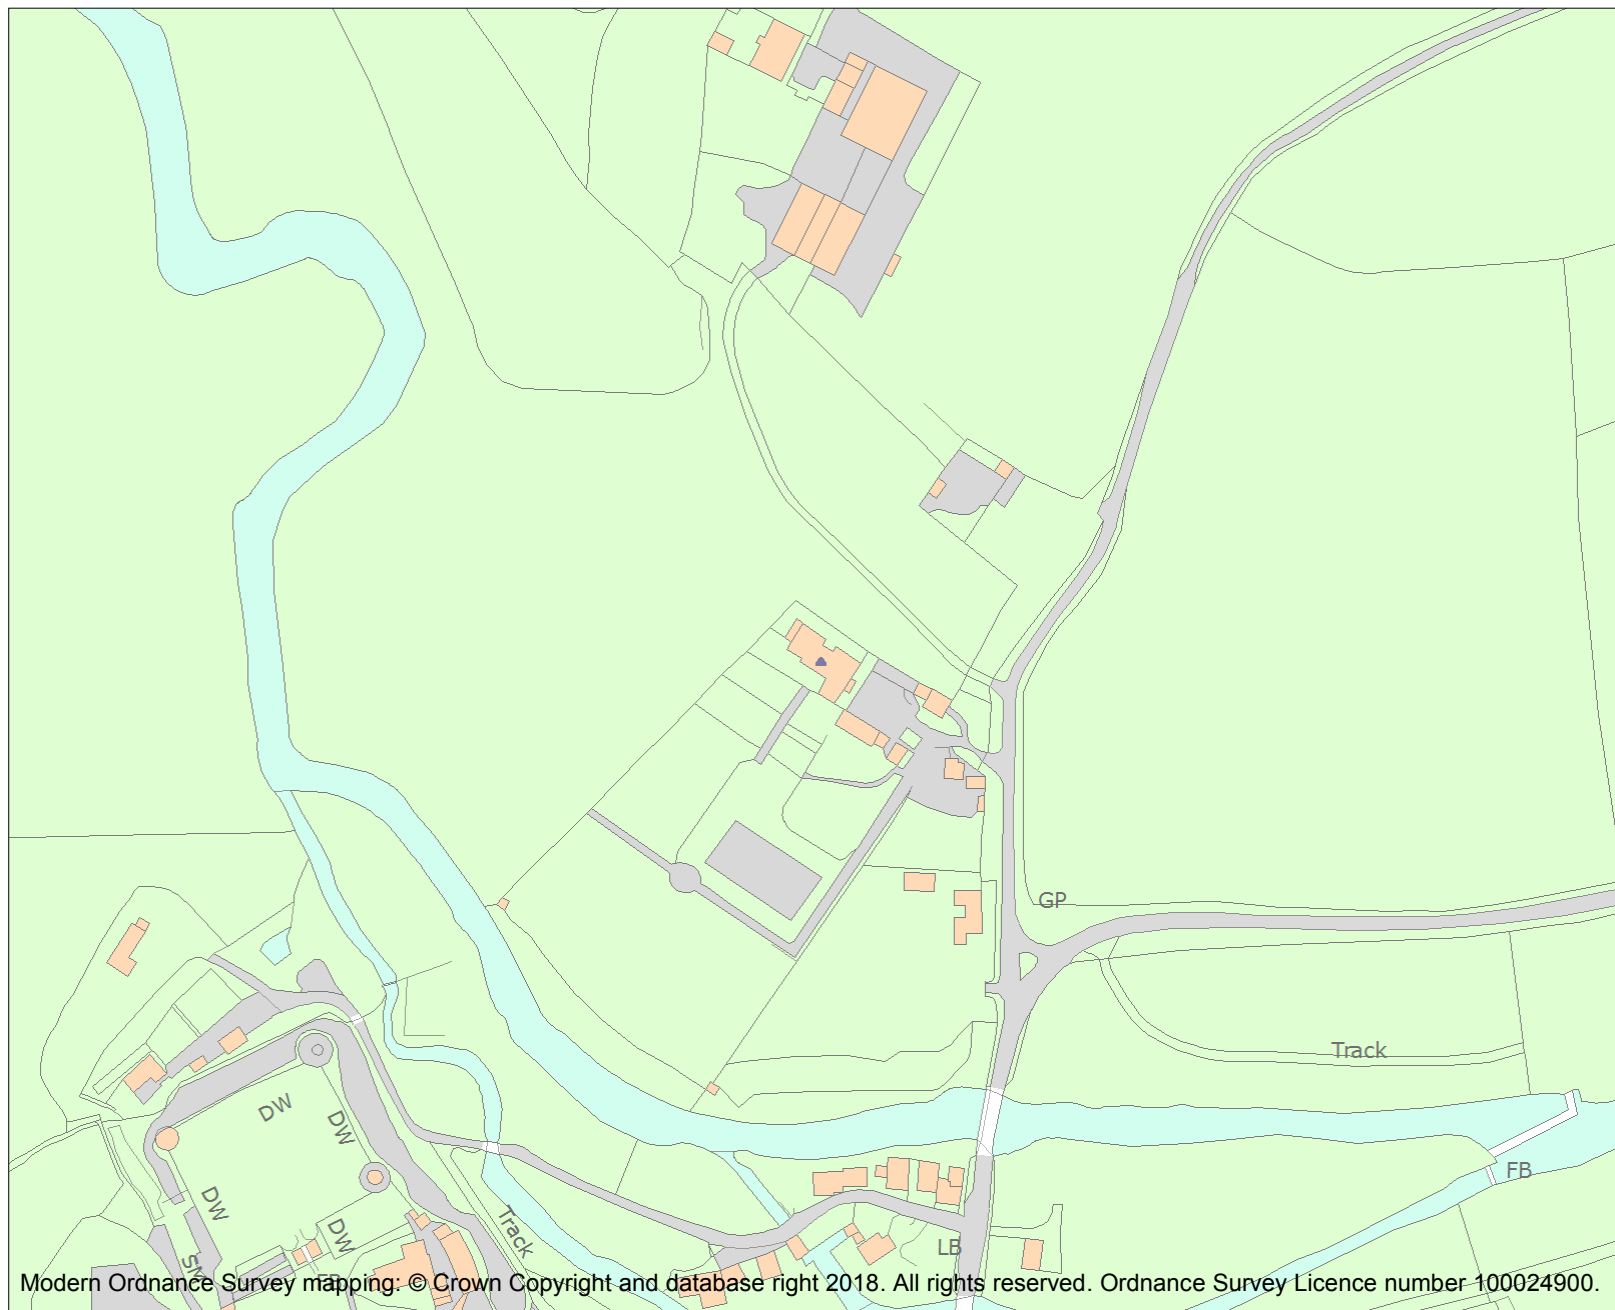 GP
Track
DW
DW
FB
DW
Track
DW
LB
Modern Ordnance Survey mapping: © Crown Copyright and database right 2018. All rights reserved. Ordnance Survey Licence number 100024900.